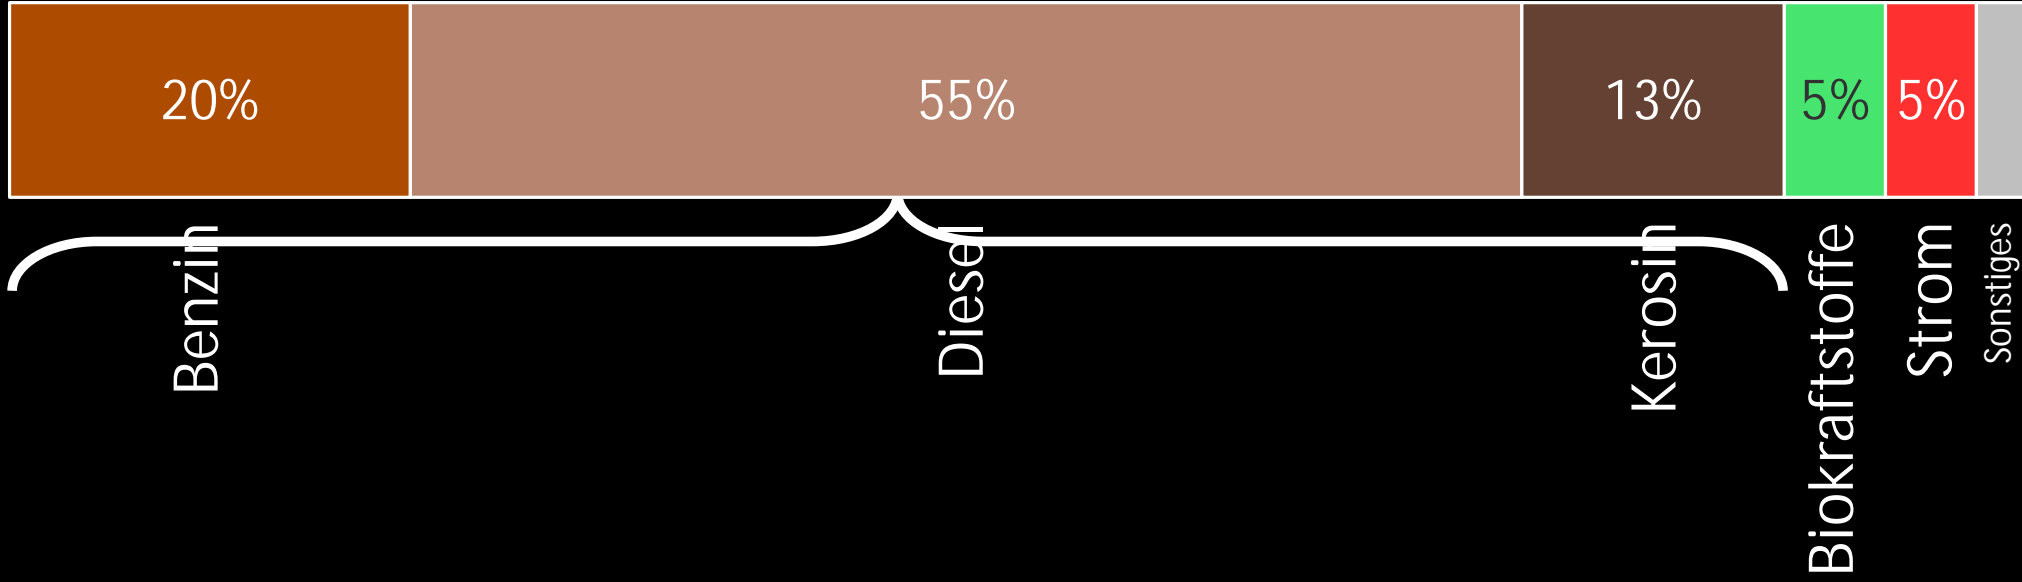 20%
55%
13%
5%
5%
Benzin
Diesel
Kerosin
Biokraftstoffe
Strom
Sonstiges